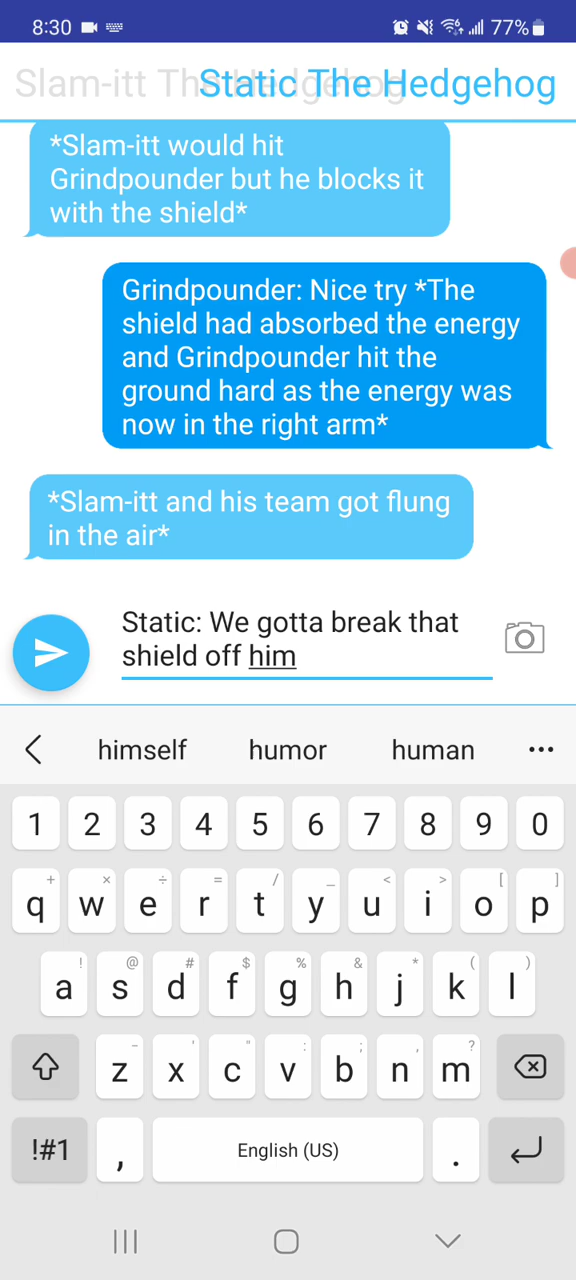 8:30 77%
Slam-itt The Hedgehog
Static The Hedgehog
*Slam-itt would hit
Grindpounder but he blocks it
with the shield*
Grindpounder: Nice try *The
shield had absorbed the energy
and Grindpounder hit the
ground hard as the energy was
now in the right arm*
*Slam-itt and his team got flung
in the air*
Static: We gotta break that
shield off him
himself humor human ...
1 2 3 4 5 6 7 8 9 0
+ × ÷ = / _ < > [ ]
q w e r t y u i o p
! @ # $ % & * ( )
a s d f g h j k l
- ' " : ; , ?
z x c v b n m
!#1 , English (US) .